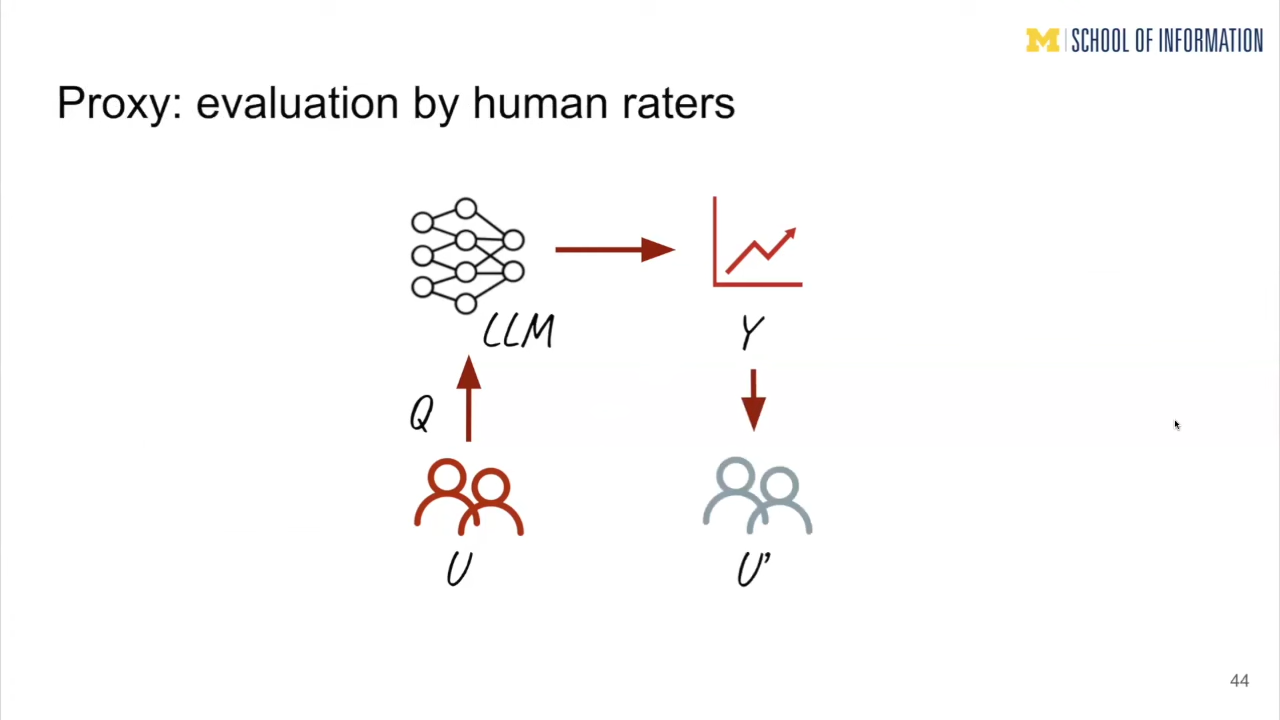 M SCHOOL OF INFORMATION
Proxy: evaluation by human raters
LLM
Y
Q
U
U’
44